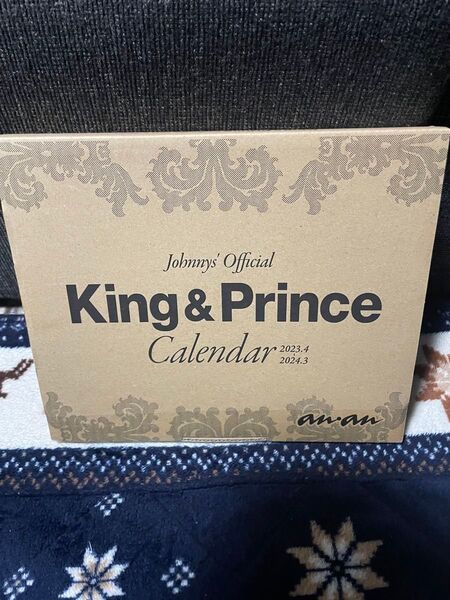 Johnnys' Official
King & Prince
Calendar 2023.4
2024.3
an·an